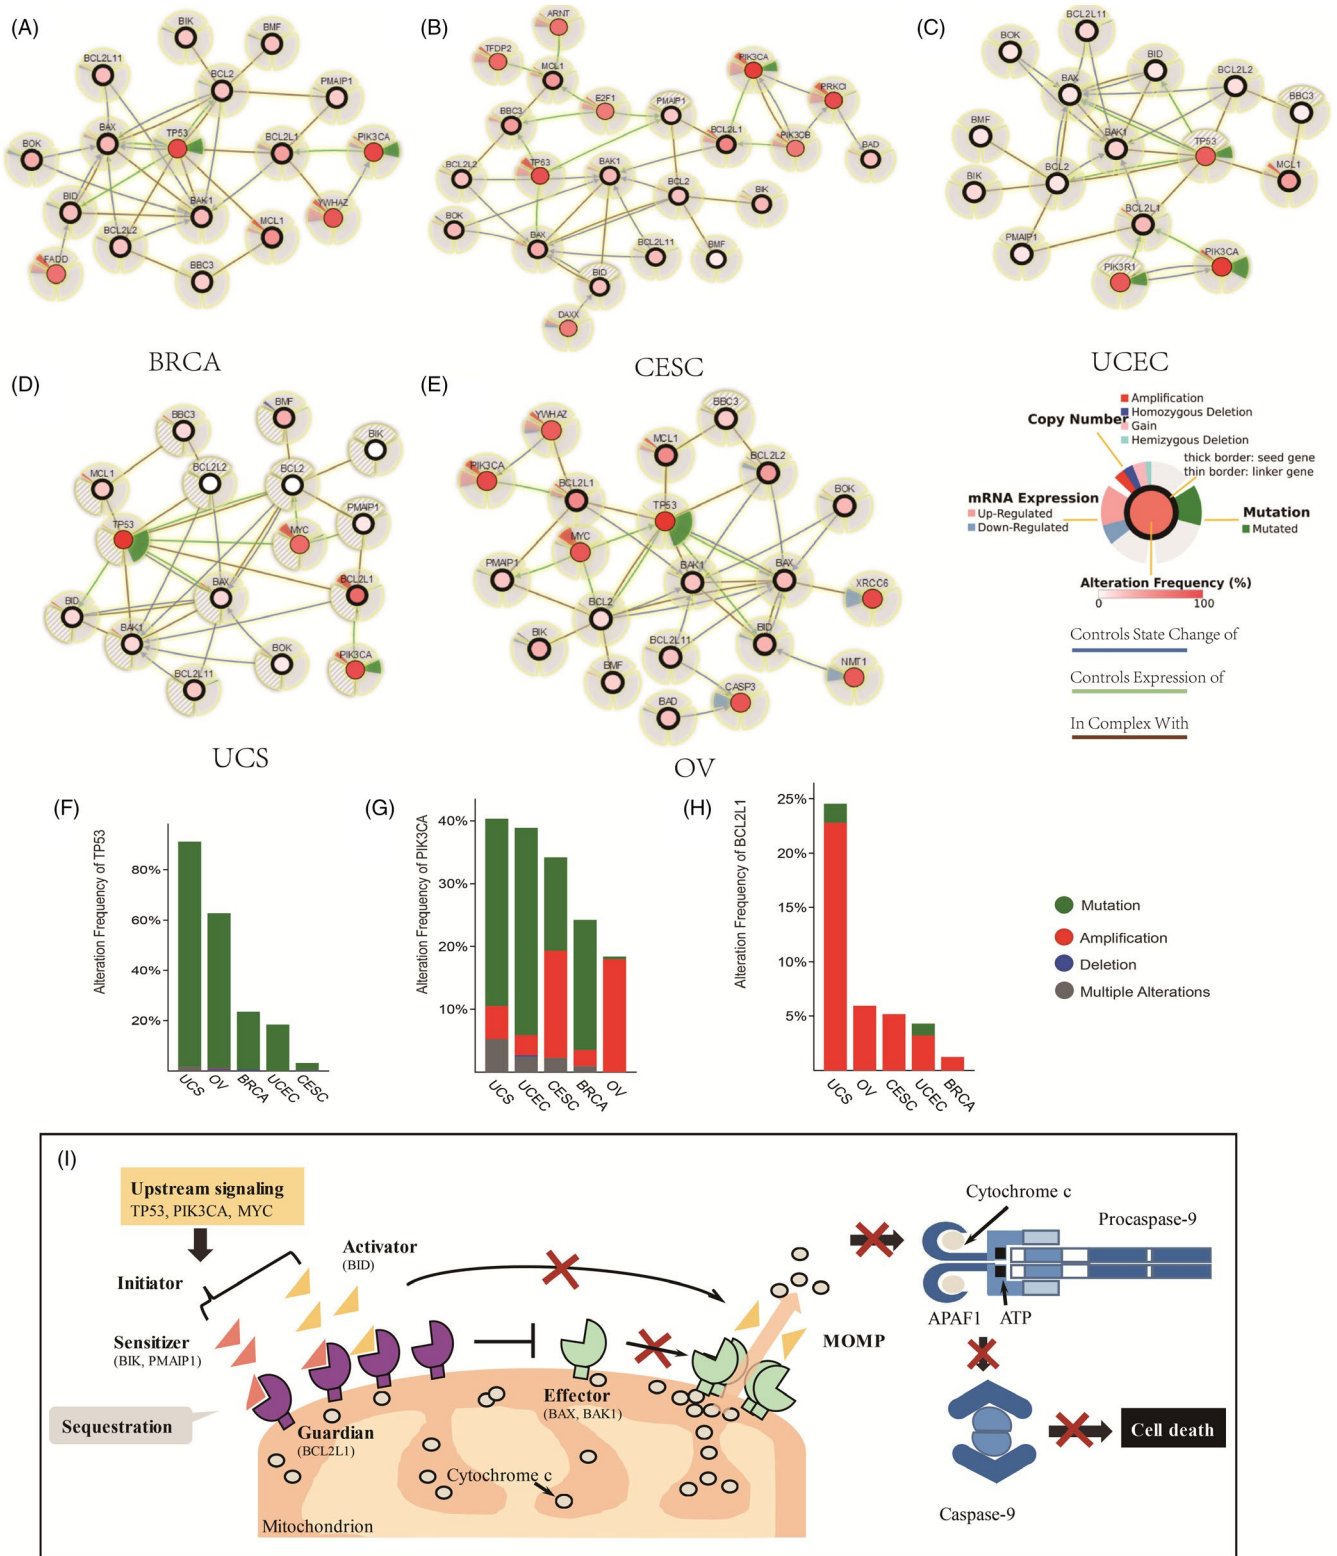 (A)
BIK
BMF
BCL2L11
BCL2
PMAIP1
BAX
TP53
BCL2L1
PIK3CA
BOK
BID
BAK1
YWHAZ
MCL1
BCL2L2
FADD
BBC3
BRCA
(B)
ARNT
TFDP2
MCL1
PIK3CA
PRKCI
E2F1
PMAIP1
BBC3
BCL2L1
PIK3CB
BAD
BCL2L2
TP63
BAK1
BCL2
BIK
BOK
BAX
BCL2L11
BMF
BID
DAXX
CESC
(C)
BCL2L11
BOK
BID
BAX
BCL2L2
BBC3
BMF
BAK1
TP53
BCL2
MCL1
BIK
BCL2L1
PMAIP1
PIK3R1
PIK3CA
UCEC
(D)
BMF
BBC3
BIK
MCL1
BCL2L2
BCL2
PMAIP1
TP53
MYC
BAX
BCL2L1
BID
BAK1
BOK
PIK3CA
BCL2L11
UCS
(E)
YWHAZ
BBC3
MCL1
BCL2L2
PIK3CA
BCL2L1
BOK
TP53
MYC
PMAIP1
BAK1
BAX
XRCC6
BCL2
BIK
BCL2L11
BID
BMF
NMT1
CASP3
BAD
OV
Copy Number
Amplification
Homozygous Deletion
Gain
Hemizygous Deletion
thick border: seed gene
thin border: linker gene
mRNA Expression
Up-Regulated
Down-Regulated
Mutation
Mutated
Alteration Frequency (%)
0
100
Controls State Change of
Controls Expression of
In Complex With
(F)
Alteration Frequency of TP53
80%
60%
40%
20%
UCS
OV
BRCA
UCEC
CESC
(G)
Alteration Frequency of PIK3CA
40%
30%
20%
10%
UCS
UCEC
CESC
BRCA
OV
(H)
Alteration Frequency of BCL2L1
25%
20%
15%
10%
5%
UCS
OV
CESC
UCEC
BRCA
Mutation
Amplification
Deletion
Multiple Alterations
(I)
Upstream signaling
TP53, PIK3CA, MYC
Initiator
Activator
(BID)
Sensitizer
(BIK, PMAIP1)
Sequestration
Guardian
(BCL2L1)
Effector
(BAX, BAK1)
Cytochrome c
Mitochondrion
MOMP
Cytochrome c
Procaspase-9
APAF1
ATP
Caspase-9
Cell death